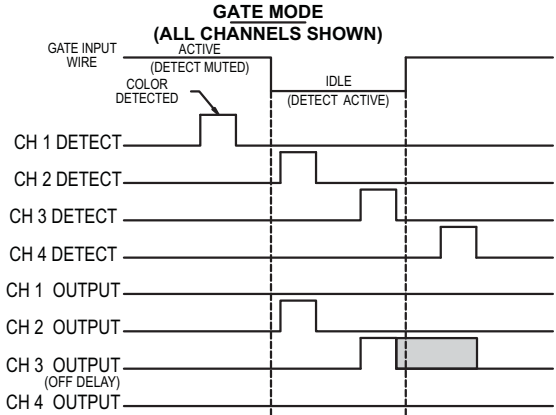 GATE MODE
(ALL CHANNELS SHOWN)
GATE INPUT
WIRE
ACTIVE
(DETECT MUTED)
IDLE
(DETECT ACTIVE)
COLOR
DETECTED
CH 1 DETECT
CH 2 DETECT
CH 3 DETECT
CH 4 DETECT
CH 1 OUTPUT
CH 2 OUTPUT
CH 3 OUTPUT
(OFF DELAY)
CH 4 OUTPUT